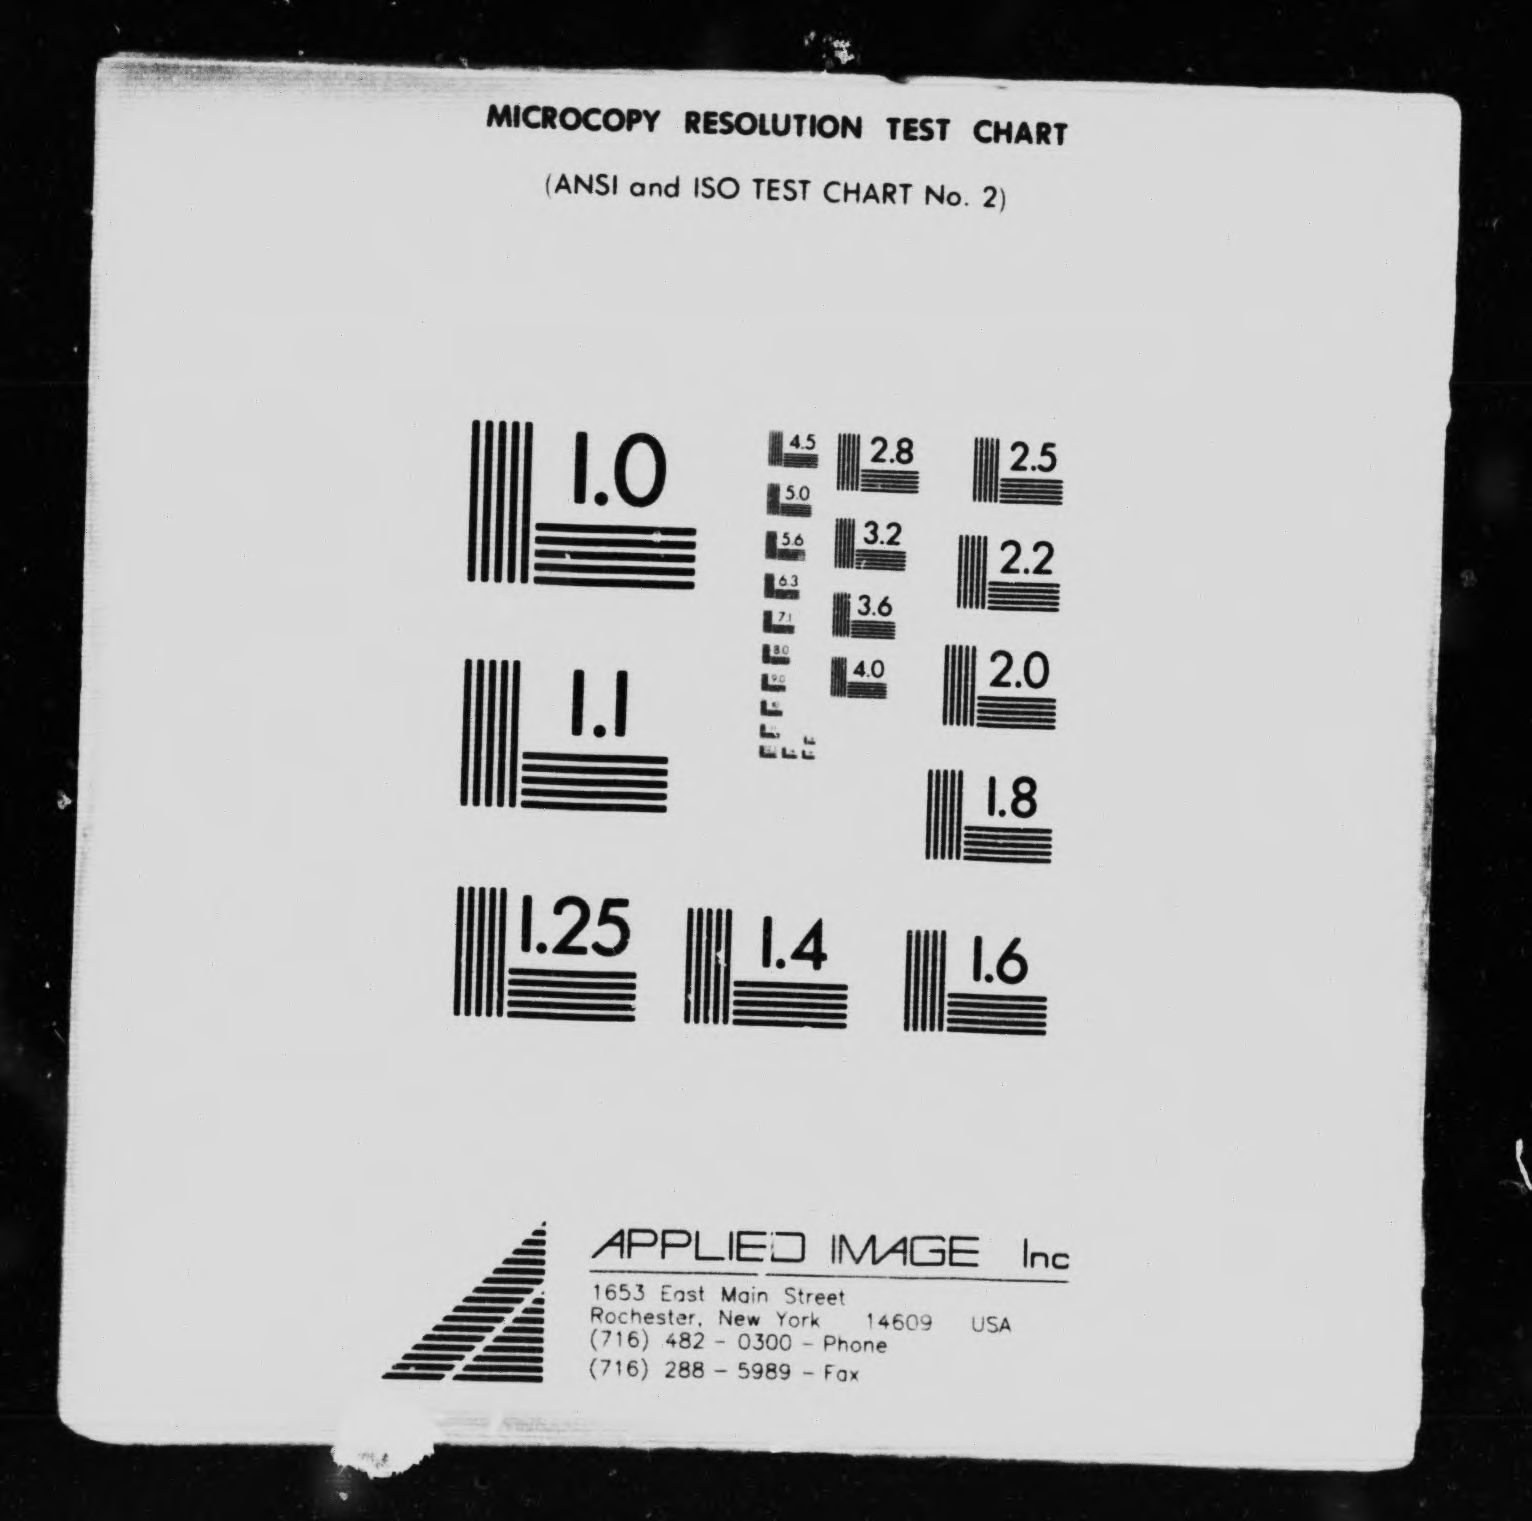 MICROCOPY RESOLUTION TEST CHART
(ANSI and ISO TEST CHART No. 2)
1.0
1.1
1.25
1.4
1.6
1.8
2.0
2.2
2.5
2.8
3.2
3.6
4.0
4.5
5.0
5.6
6.3
7.1
8.0
9.0
APPLIED IMAGE Inc
1653 East Main Street
Rochester, New York 14609 USA
(716) 482 - 0300 - Phone
(716) 288 - 5989 - Fax